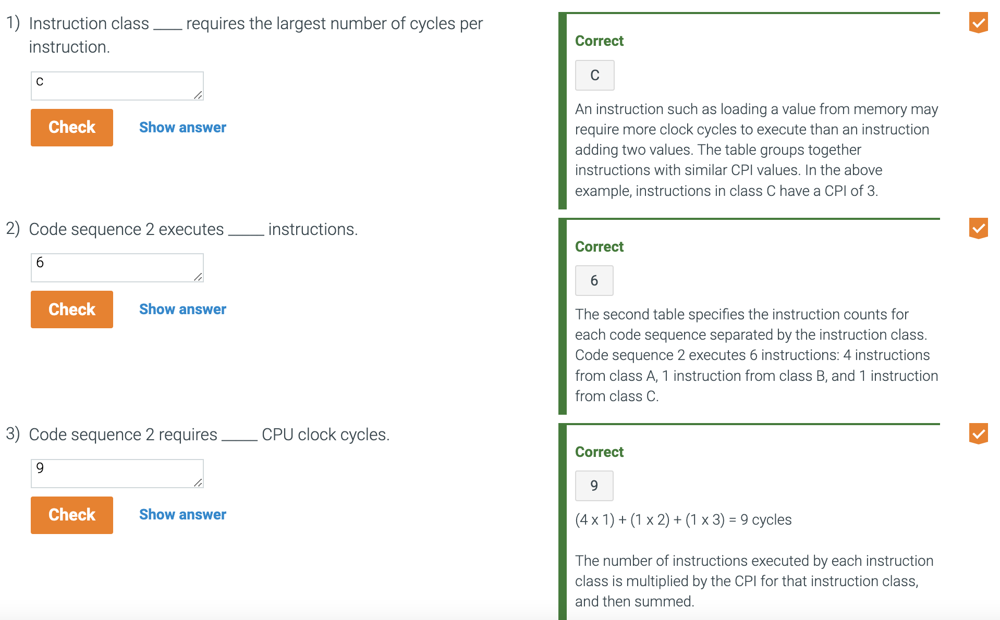 1) Instruction class ____ requires the largest number of cycles per
instruction.
C
Check Show answer
Correct
C
An instruction such as loading a value from memory may
require more clock cycles to execute than an instruction
adding two values. The table groups together
instructions with similar CPI values. In the above
example, instructions in class C have a CPI of 3.
2) Code sequence 2 executes _____ instructions.
6
Check Show answer
Correct
6
The second table specifies the instruction counts for
each code sequence separated by the instruction class.
Code sequence 2 executes 6 instructions: 4 instructions
from class A, 1 instruction from class B, and 1 instruction
from class C.
3) Code sequence 2 requires _____ CPU clock cycles.
9
Check Show answer
Correct
9
(4 x 1) + (1 x 2) + (1 x 3) = 9 cycles
The number of instructions executed by each instruction
class is multiplied by the CPI for that instruction class,
and then summed.